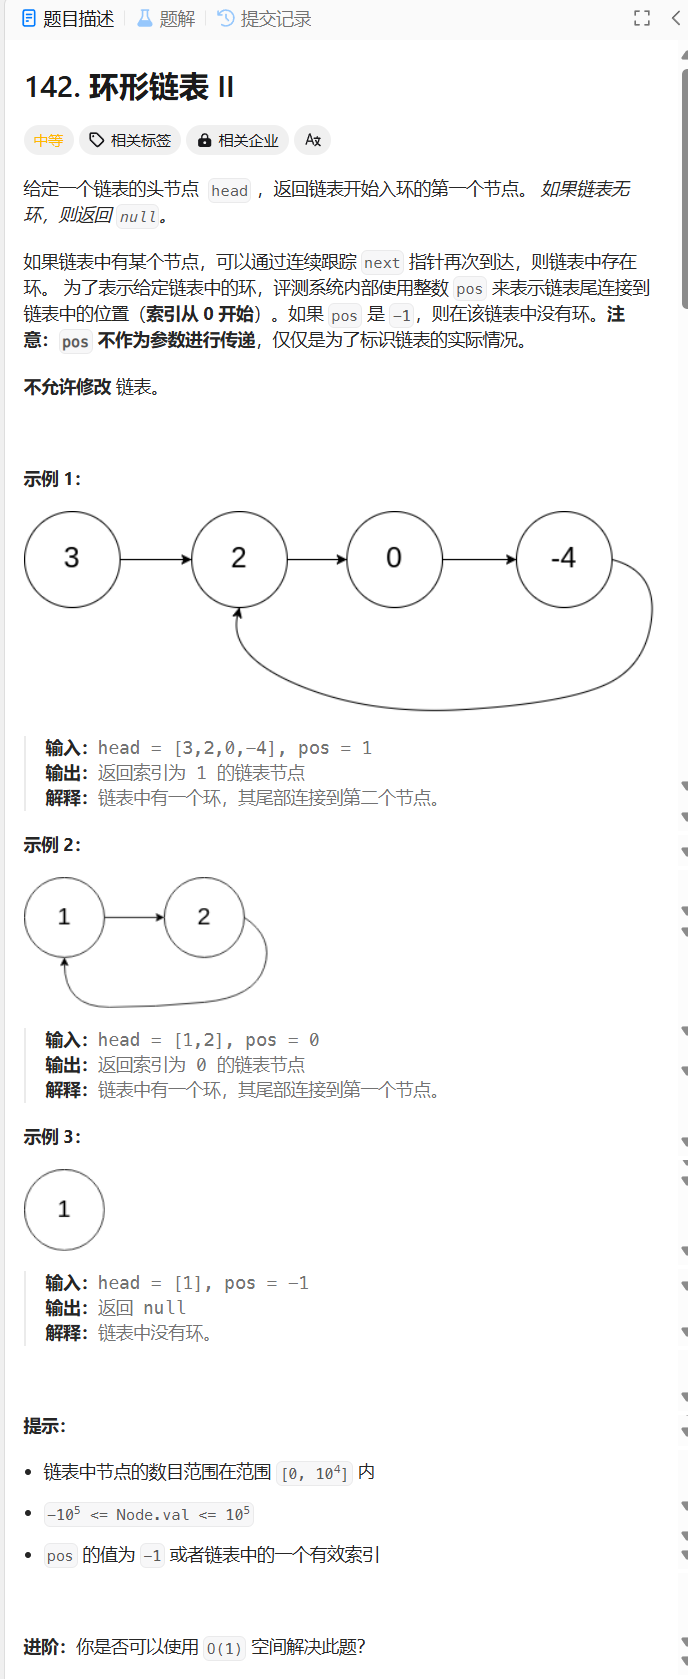 题目描述 题解 提交记录
142. 环形链表 II
中等 相关标签 相关企业 Aあ
给定一个链表的头节点 head ，返回链表开始入环的第一个节点。 如果链表无
环，则返回 null。
如果链表中有某个节点，可以通过连续跟踪 next 指针再次到达，则链表中存在
环。 为了表示给定链表中的环，评测系统内部使用整数 pos 来表示链表尾连接到
链表中的位置（索引从 0 开始）。如果 pos 是 -1，则在该链表中没有环。注
意：pos 不作为参数进行传递，仅仅是为了标识链表的实际情况。
不允许修改 链表。
示例 1：
3 2 0 -4
输入：head = [3,2,0,-4], pos = 1
输出：返回索引为 1 的链表节点
解释：链表中有一个环，其尾部连接到第二个节点。
示例 2：
1 2
输入：head = [1,2], pos = 0
输出：返回索引为 0 的链表节点
解释：链表中有一个环，其尾部连接到第一个节点。
示例 3：
1
输入：head = [1], pos = -1
输出：返回 null
解释：链表中没有环。
提示：
• 链表中节点的数目范围在范围 [0, 10⁴] 内
• -10⁵ <= Node.val <= 10⁵
• pos 的值为 -1 或者链表中的一个有效索引
进阶：你是否可以使用 O(1) 空间解决此题？